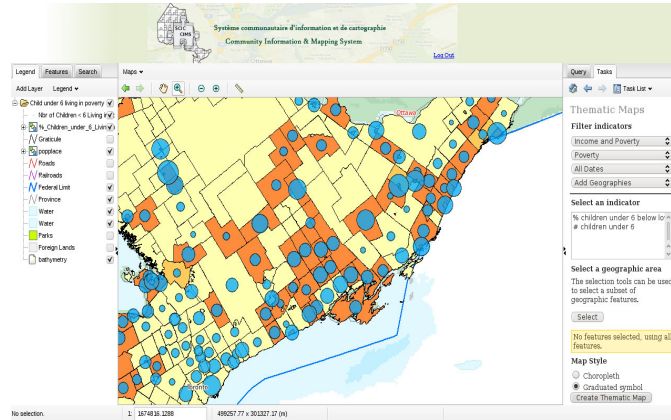 SCIC
CIMS
Système communautaire d'information et de cartographie
Community Information & Mapping System
Log Out
Legend Features Search
Maps
Query Tasks
Add Layer Legend
Task List
Child under 6 living in poverty
Nbr of Children < 6 Living in
%_Children_under_6_Livin
Graticule
popplace
Roads
Railroads
Federal Limit
Province
Water
Water
Parks
Foreign Lands
bathymetry
Ottawa
Toronto
Thematic Maps
Filter indicators
Income and Poverty
Poverty
All Dates
Add Geographies
Select an indicator
% children under 6 below low
# children under 6
Select a geographic area
The selection tools can be used
to select a subset of
geographic features.
Select
No features selected, using all
features.
Map Style
Choropleth
Graduated symbol
Create Thematic Map
No selection.
1: 1674816.1288
499257.77 x 301327.17 (m)